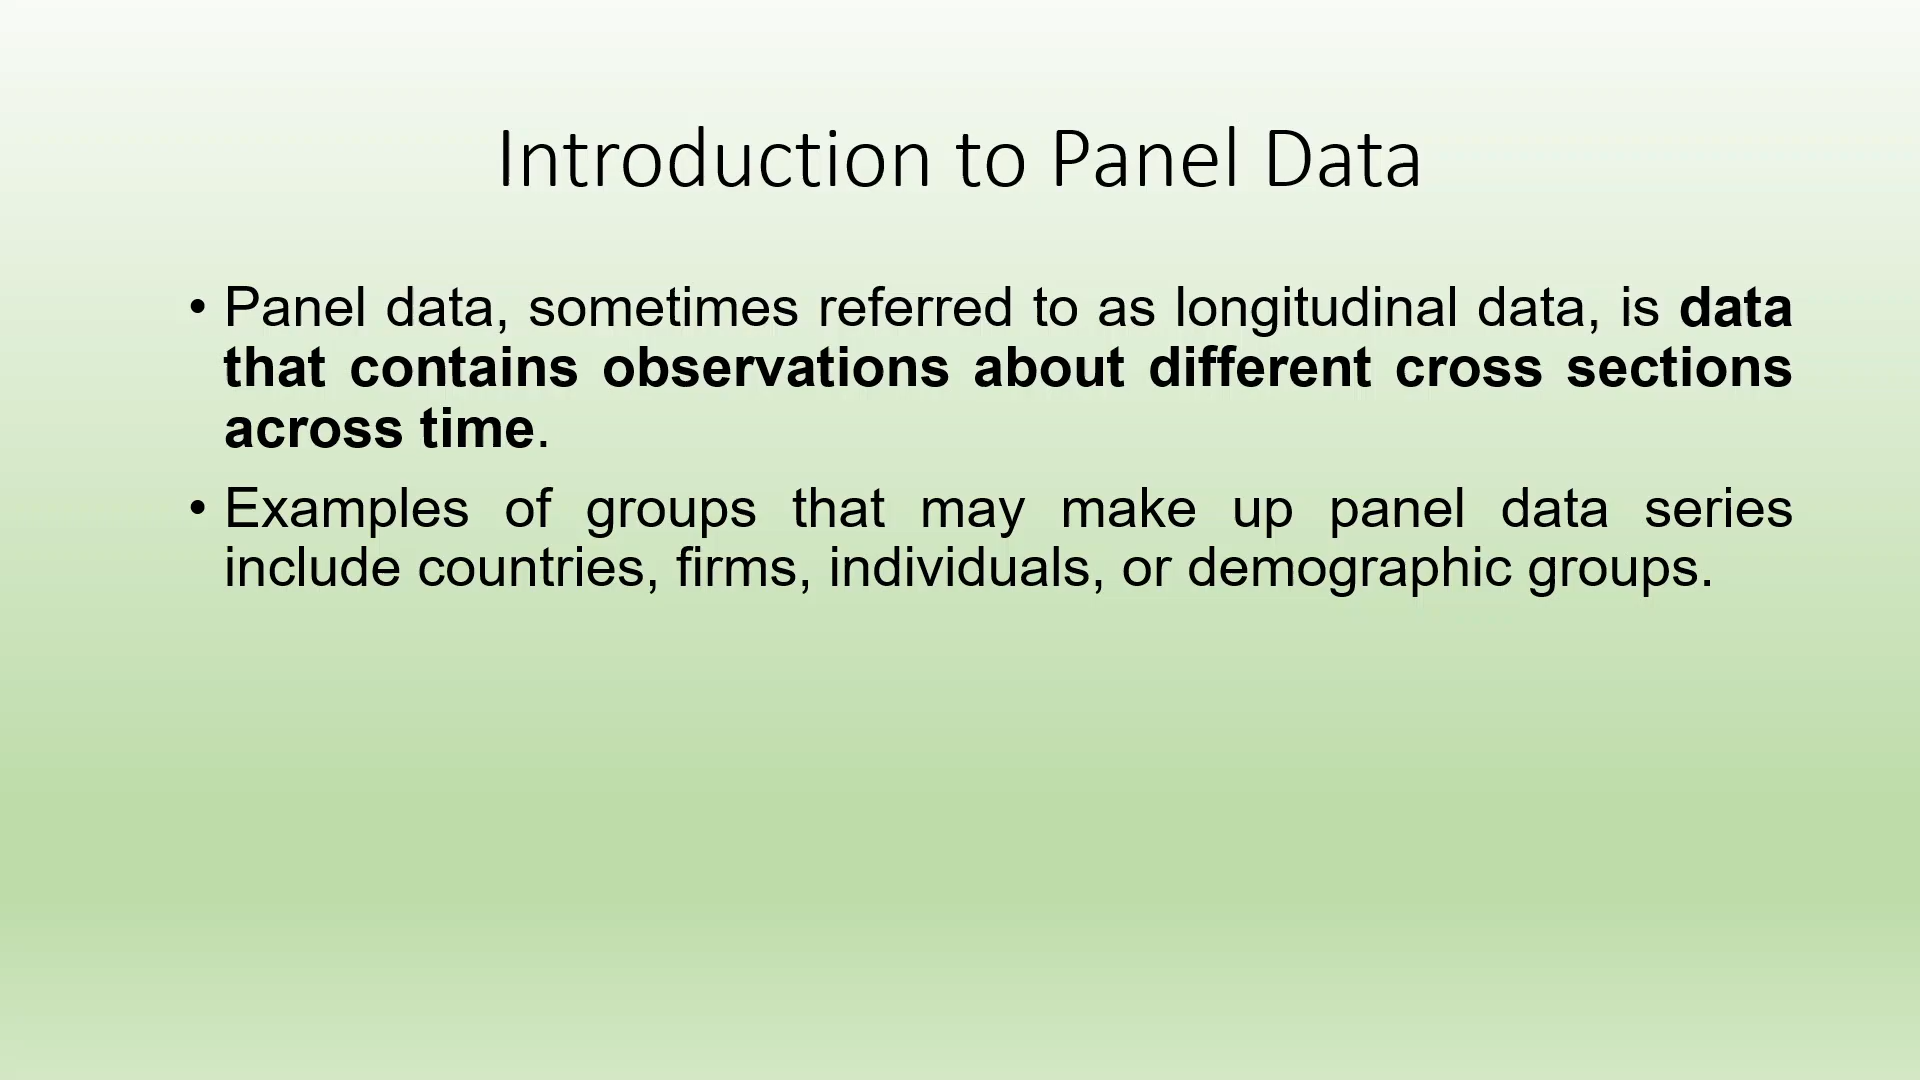 Introduction to Panel Data
• Panel data, sometimes referred to as longitudinal data, is data
that contains observations about different cross sections
across time.
• Examples of groups that may make up panel data series
include countries, firms, individuals, or demographic groups.